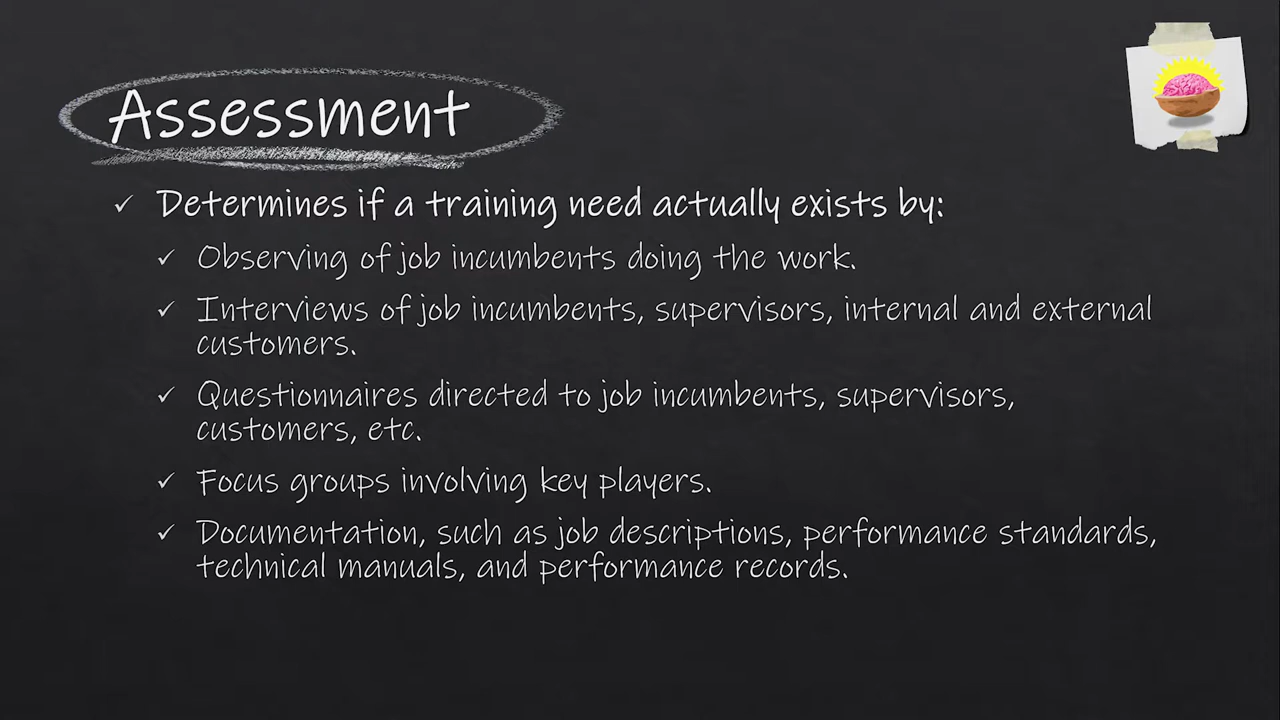 Assessment
✓ Determines if a training need actually exists by:
✓ Observing of job incumbents doing the work.
✓ Interviews of job incumbents, supervisors, internal and external
customers.
✓ Questionnaires directed to job incumbents, supervisors,
customers, etc.
✓ Focus groups involving key players.
✓ Documentation, such as job descriptions, performance standards,
technical manuals, and performance records.